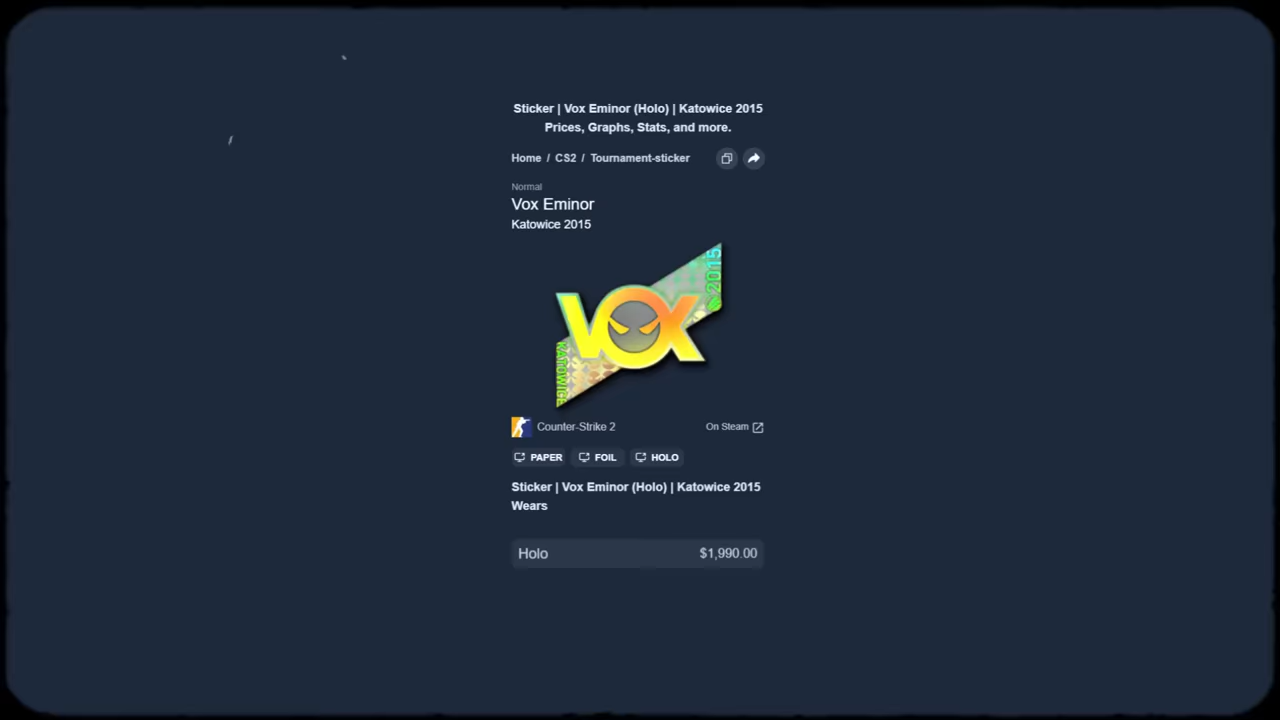 Sticker | Vox Eminor (Holo) | Katowice 2015
Prices, Graphs, Stats, and more.
Home / CS2 / Tournament-sticker
Normal
Vox Eminor
Katowice 2015
2015
VOX
KATOWICE
Counter-Strike 2
On Steam
PAPER FOIL HOLO
Sticker | Vox Eminor (Holo) | Katowice 2015
Wears
Holo $1,990.00